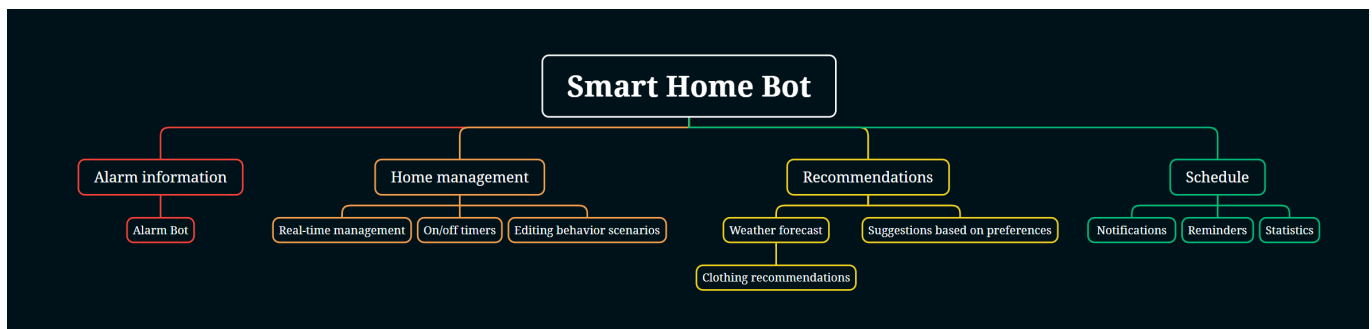 Smart Home Bot
Alarm information
Home management
Recommendations
Schedule
Alarm Bot
Real-time management
On/off timers
Editing behavior scenarios
Weather forecast
Suggestions based on preferences
Notifications
Reminders
Statistics
Clothing recommendations